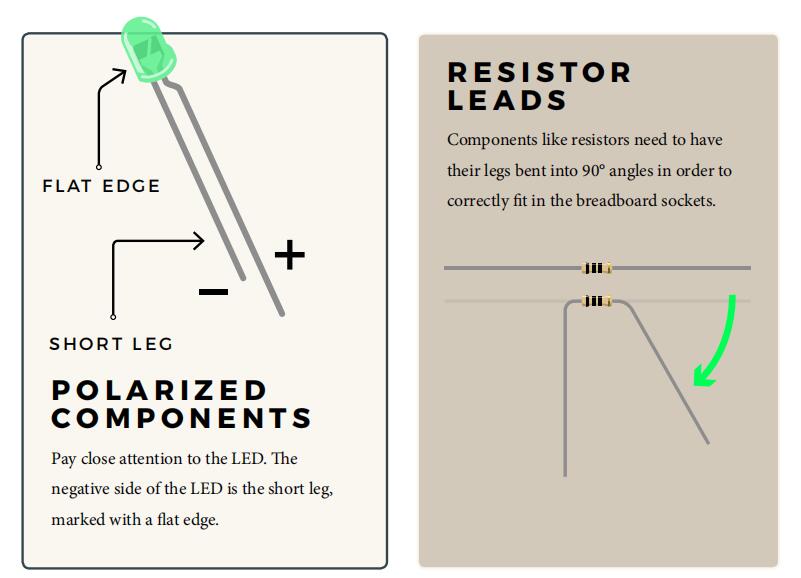 FLAT EDGE
+
−
SHORT LEG
POLARIZED
COMPONENTS
Pay close attention to the LED. The
negative side of the LED is the short leg,
marked with a flat edge.
RESISTOR
LEADS
Components like resistors need to have
their legs bent into 90° angles in order to
correctly fit in the breadboard sockets.